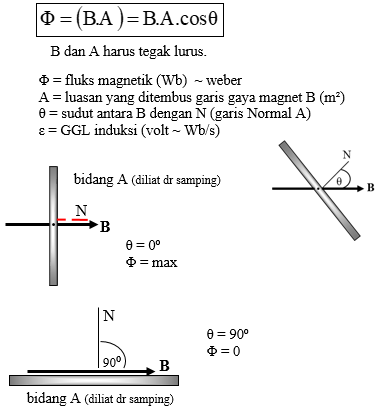 Φ = (B.A) = B.A.cosθ
B dan A harus tegak lurus.
Φ = fluks magnetik (Wb) ~ weber
A = luasan yang ditembus garis gaya magnet B (m²)
θ = sudut antara B dengan N (garis Normal A)
ε = GGL induksi (volt ~ Wb/s)
bidang A (diliat dr samping)
N
B
θ = 0º
Φ = max
N
θ
B
N
90º
B
θ = 90º
Φ = 0
bidang A (diliat dr samping)